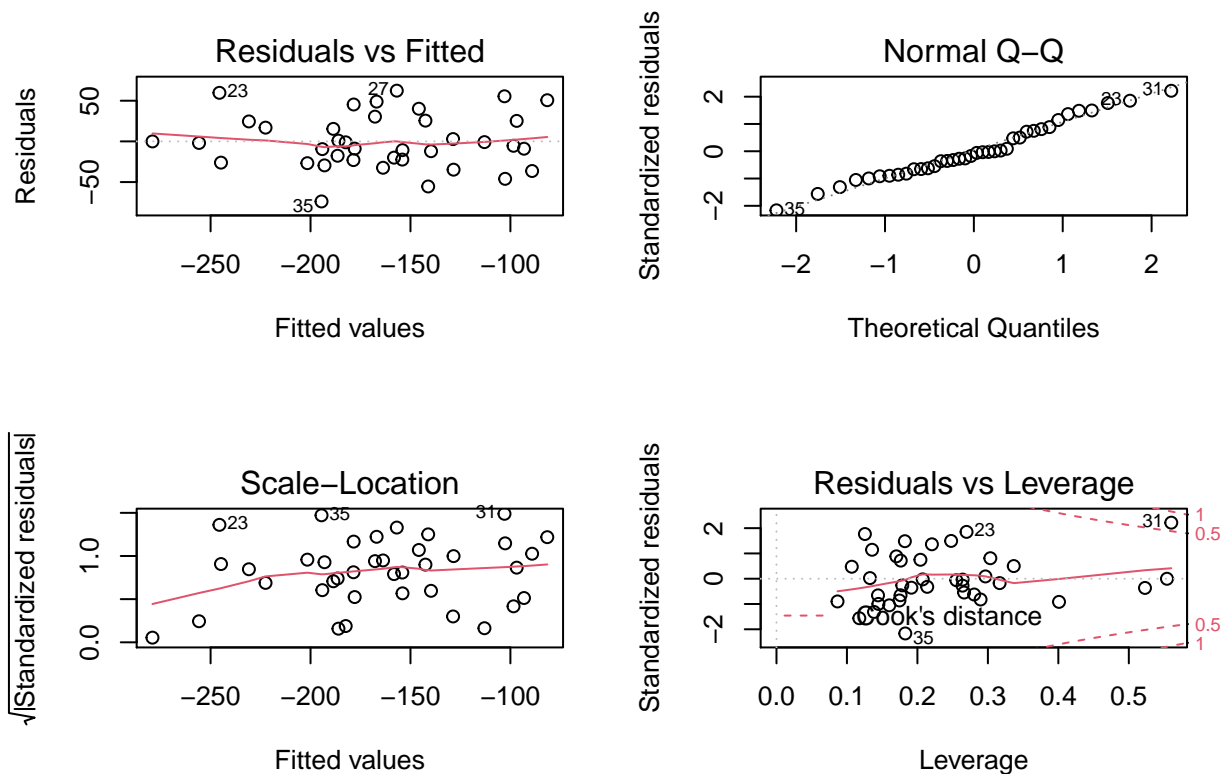 Residuals vs Fitted
Residuals
50
−50
23
27
35
−250 −200 −150 −100
Fitted values
Normal Q−Q
Standardized residuals
2
0
−2
23
31
35
−2 −1 0 1 2
Theoretical Quantiles
Scale−Location
√|Standardized residuals|
1.0
0.0
23
35
31
−250 −200 −150 −100
Fitted values
Residuals vs Leverage
Standardized residuals
2
0
−2
31
23
35
1
0.5
0.5
1
Cook's distance
0.0 0.1 0.2 0.3 0.4 0.5
Leverage